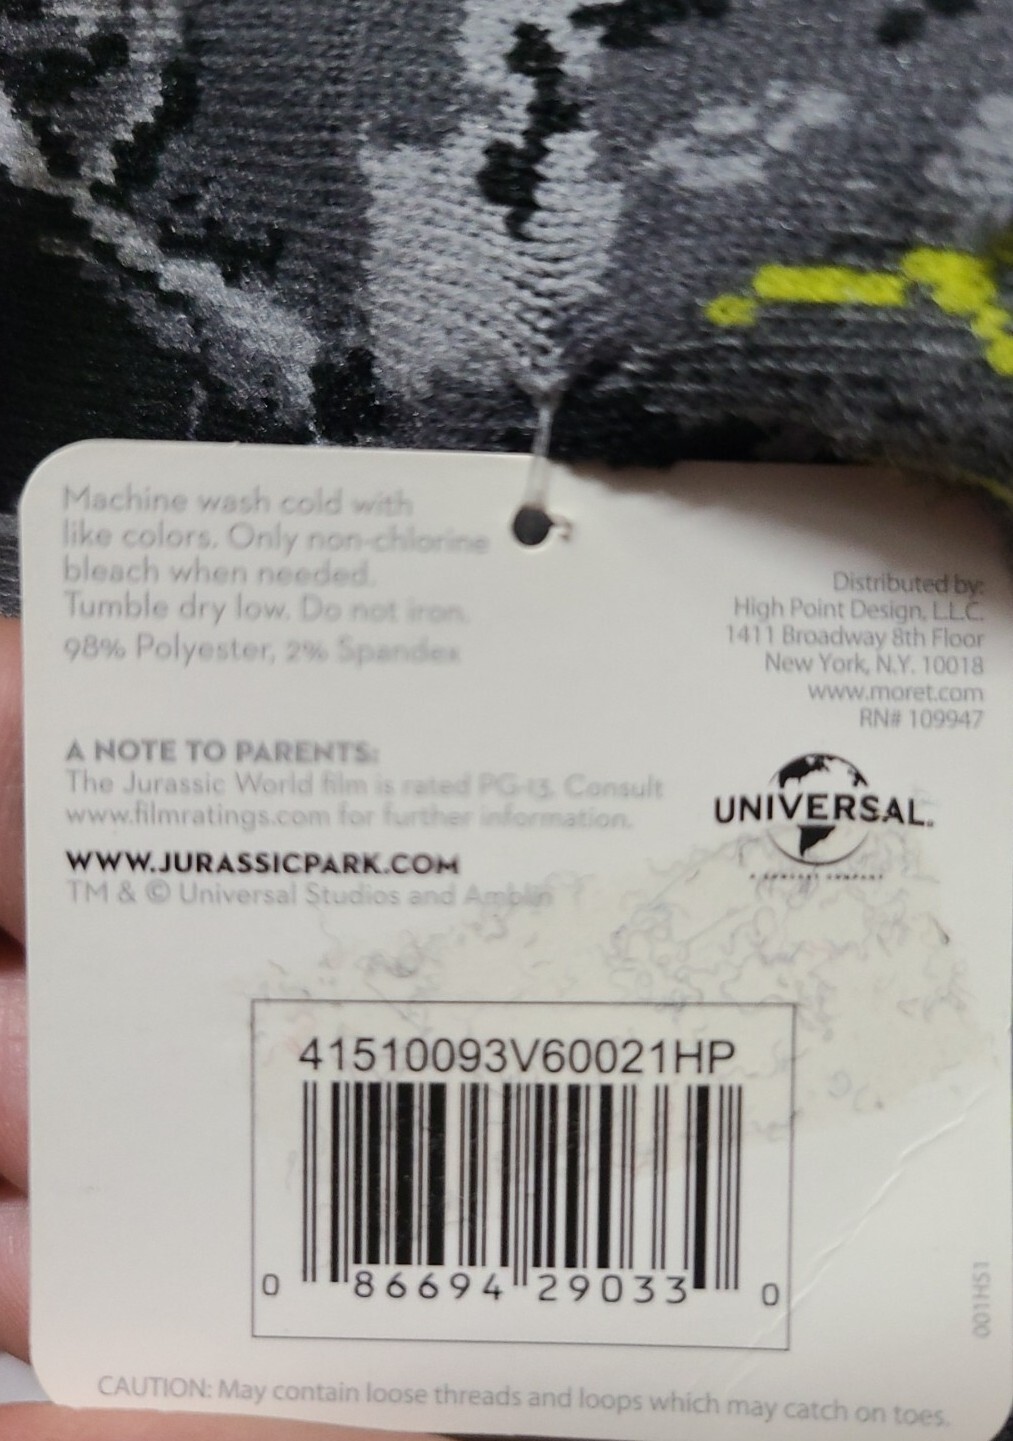 Machine wash cold with
like colors. Only non-chlorine
bleach when needed.
Tumble dry low. Do not iron.
98% Polyester, 2% Spandex
Distributed by:
High Point Design, L.L.C.
1411 Broadway 8th Floor
New York, N.Y. 10018
www.moret.com
RN# 109947
A NOTE TO PARENTS:
The Jurassic World film is rated PG-13. Consult
www.filmratings.com for further information.
WWW.JURASSICPARK.COM
TM & © Universal Studios and Amblin
UNIVERSAL.
A COMCAST COMPANY
41510093V60021HP
0 86694 29033 0
001HS1
CAUTION: May contain loose threads and loops which may catch on toes.